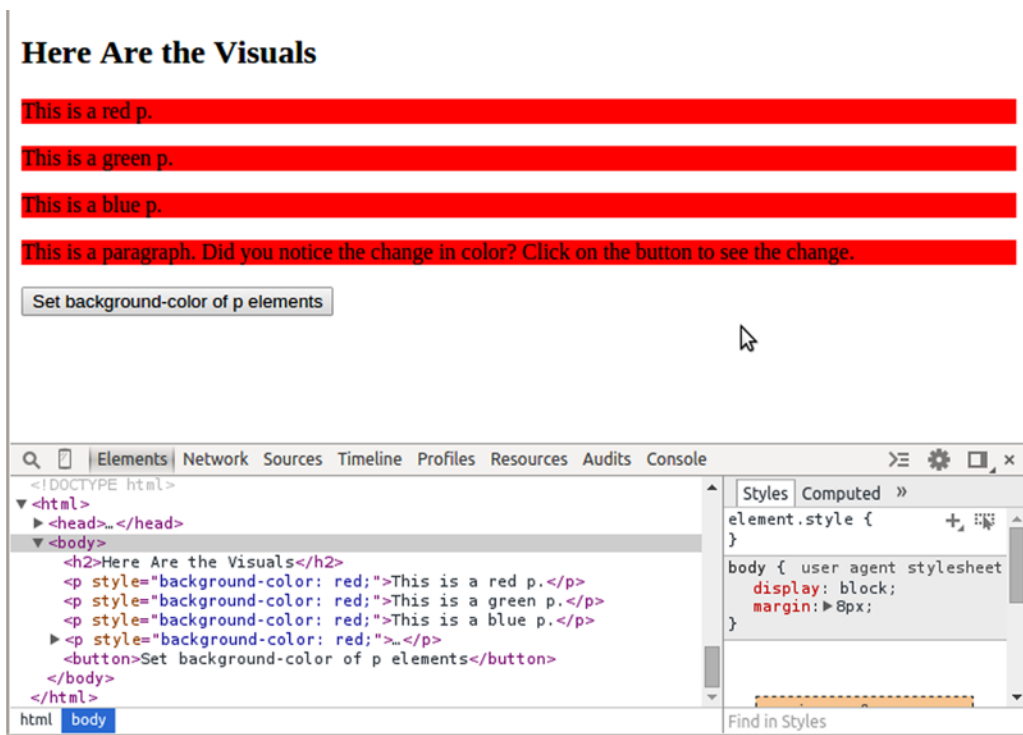 Here Are the Visuals
This is a red p.
This is a green p.
This is a blue p.
This is a paragraph. Did you notice the change in color? Click on the button to see the change.
Set background-color of p elements
Elements Network Sources Timeline Profiles Resources Audits Console
<!DOCTYPE html>
▼<html>
▶<head>…</head>
▼<body>
<h2>Here Are the Visuals</h2>
<p style="background-color: red;">This is a red p.</p>
<p style="background-color: red;">This is a green p.</p>
<p style="background-color: red;">This is a blue p.</p>
▶<p style="background-color: red;">…</p>
<button>Set background-color of p elements</button>
</body>
</html>
html body
Styles Computed »
element.style {
}
body { user agent stylesheet
display: block;
margin:▶8px;
}
Find in Styles